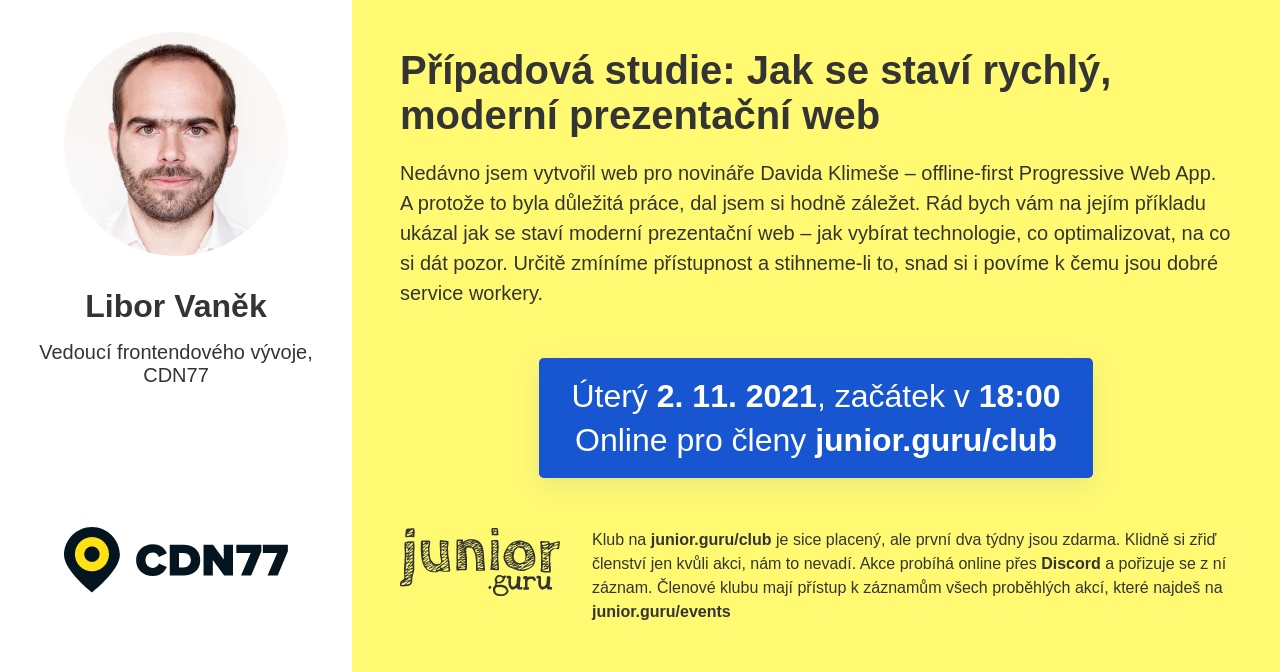 Libor Vaněk
Vedoucí frontendového vývoje,
CDN77
CDN77
Případová studie: Jak se staví rychlý,
moderní prezentační web
Nedávno jsem vytvořil web pro novináře Davida Klimeše – offline-first Progressive Web App.
A protože to byla důležitá práce, dal jsem si hodně záležet. Rád bych vám na jejím příkladu
ukázal jak se staví moderní prezentační web – jak vybírat technologie, co optimalizovat, na co
si dát pozor. Určitě zmíníme přístupnost a stihneme-li to, snad si i povíme k čemu jsou dobré
service workery.
Úterý 2. 11. 2021, začátek v 18:00
Online pro členy junior.guru/club
junior
.guru
Klub na junior.guru/club je sice placený, ale první dva týdny jsou zdarma. Klidně si zřiď
členství jen kvůli akci, nám to nevadí. Akce probíhá online přes Discord a pořizuje se z ní
záznam. Členové klubu mají přístup k záznamům všech proběhlých akcí, které najdeš na
junior.guru/events